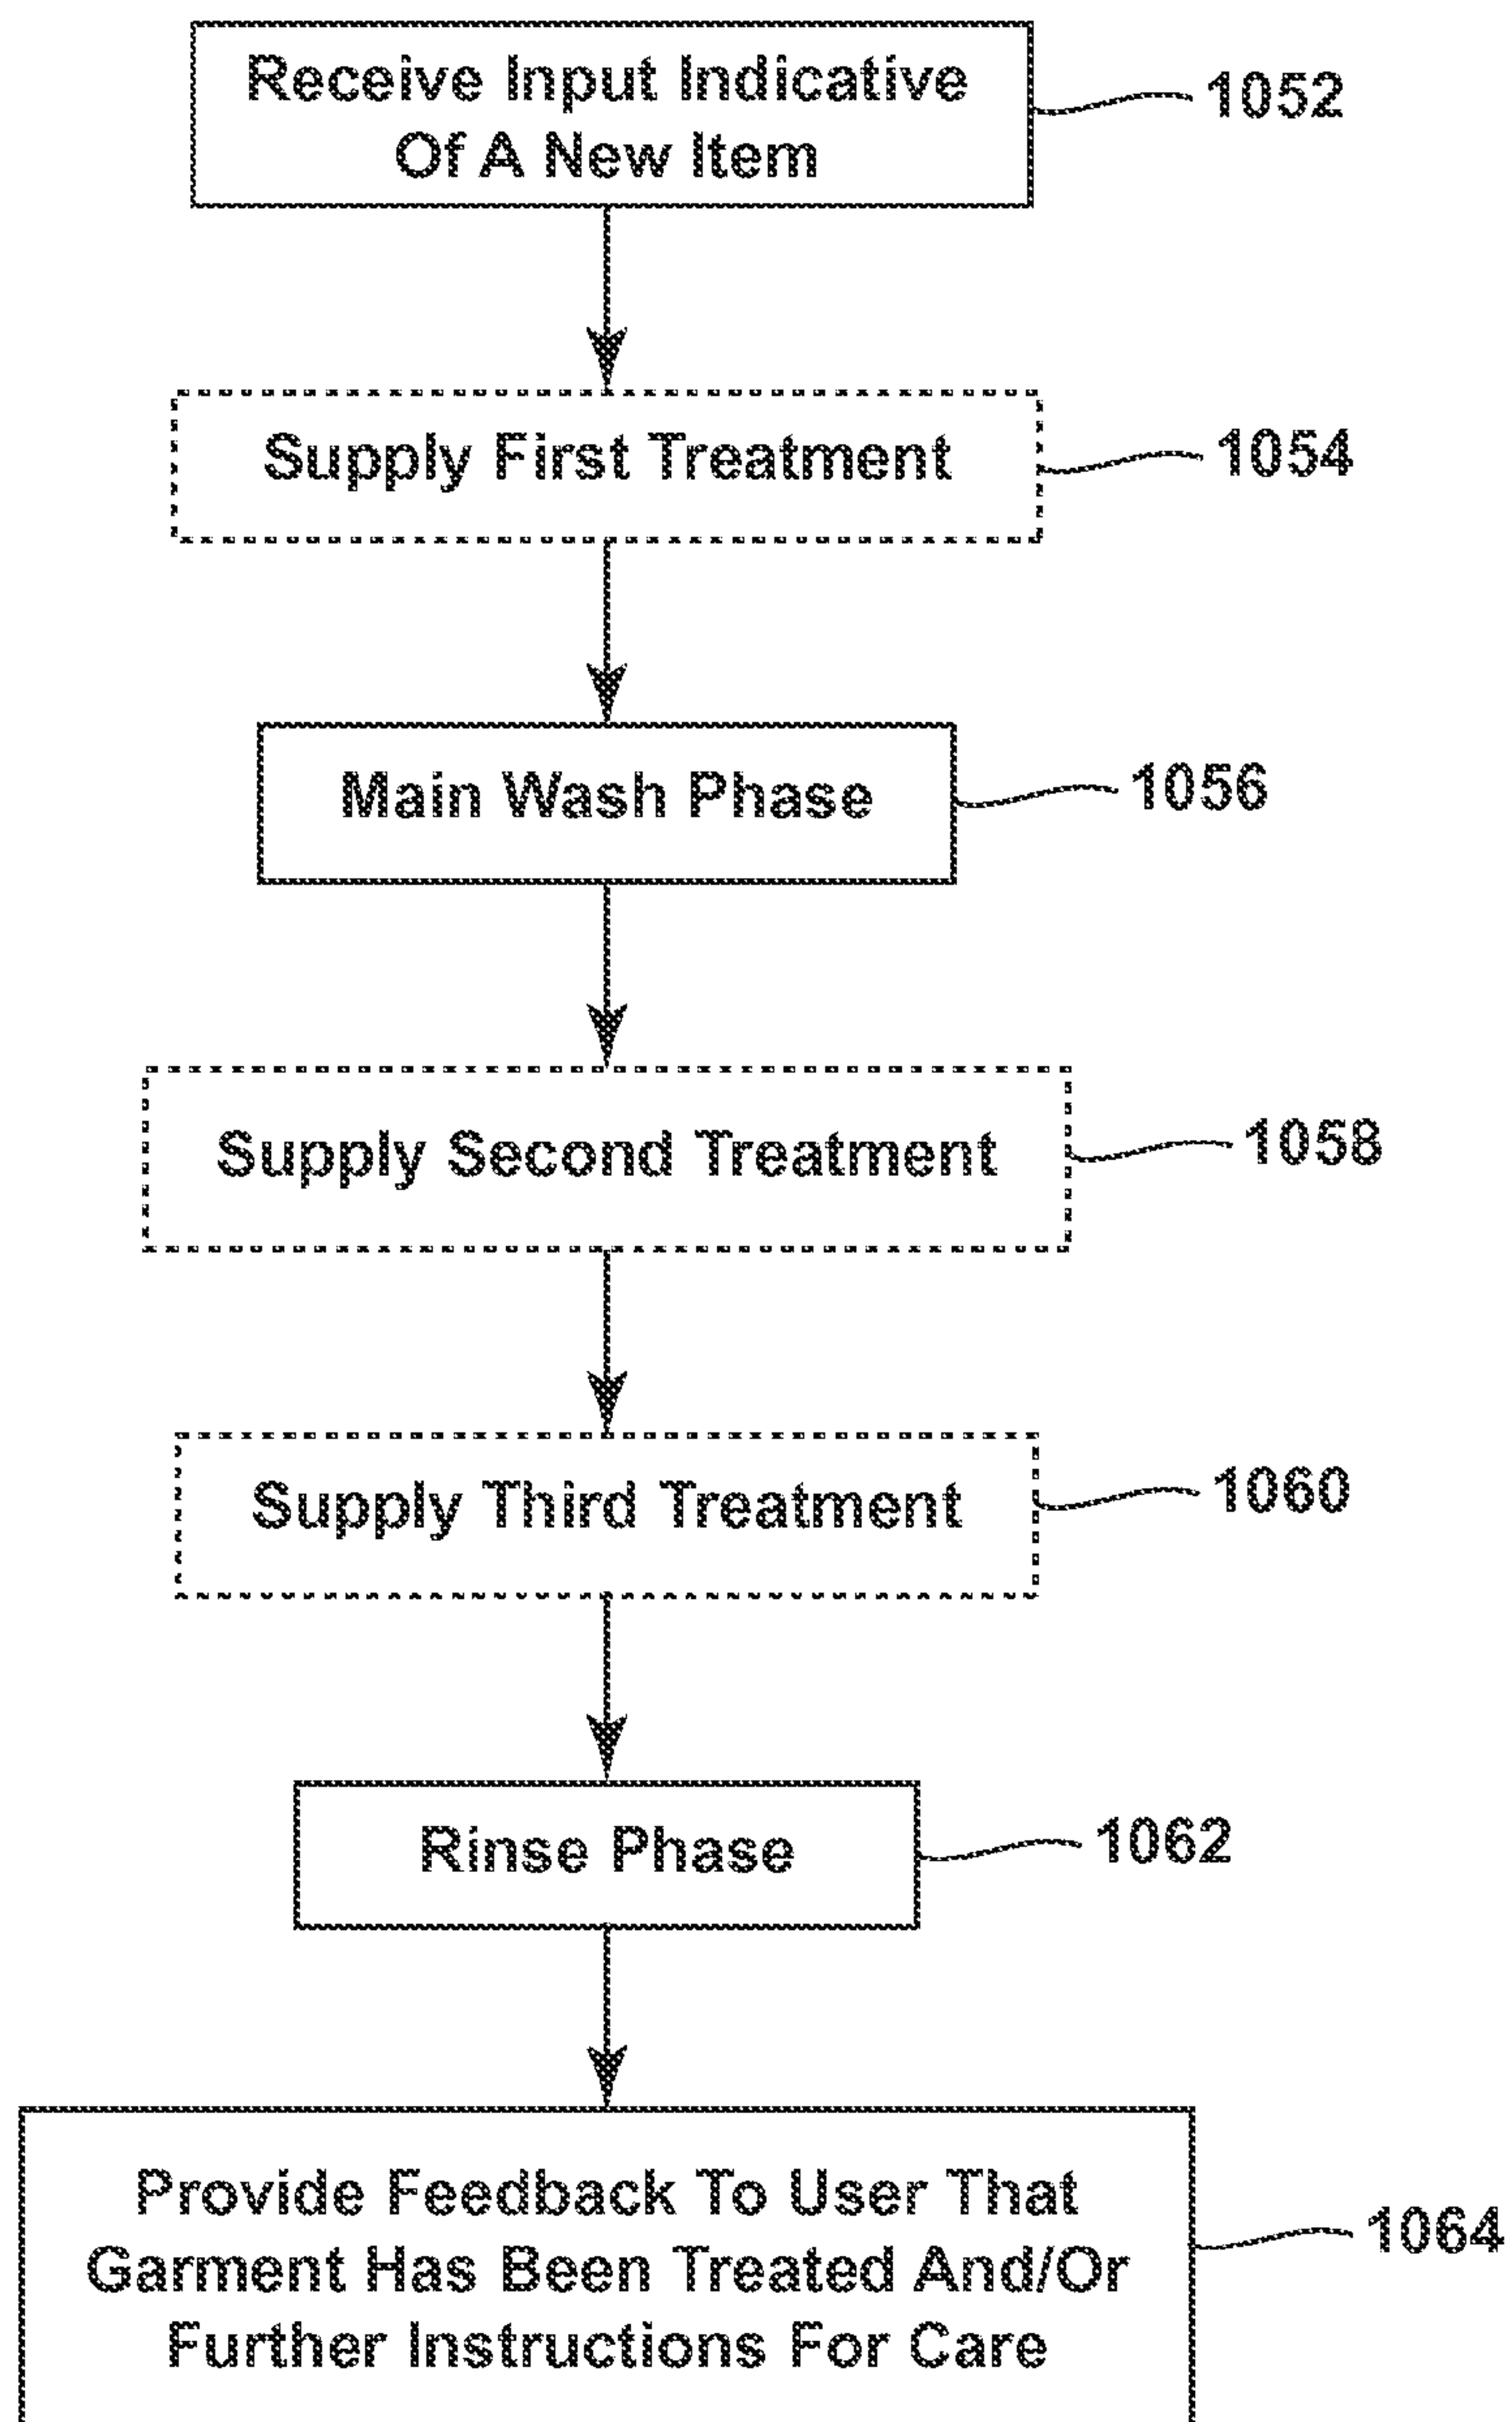 Receive Input Indicative
Of A New Item
1052
Supply First Treatment
1054
Main Wash Phase
1056
Supply Second Treatment
1058
Supply Third Treatment
1060
Rinse Phase
1062
Provide Feedback To User That
Garment Has Been Treated And/Or
Further Instructions For Care
1064